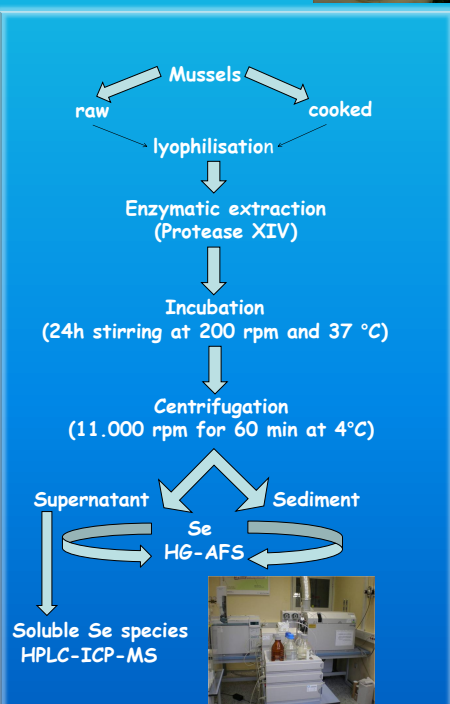 Mussels
raw
cooked
lyophilisation
Enzymatic extraction
(Protease XIV)
Incubation
(24h stirring at 200 rpm and 37 °C)
Centrifugation
(11.000 rpm for 60 min at 4°C)
Supernatant
Sediment
Se
HG-AFS
Soluble Se species
HPLC-ICP-MS